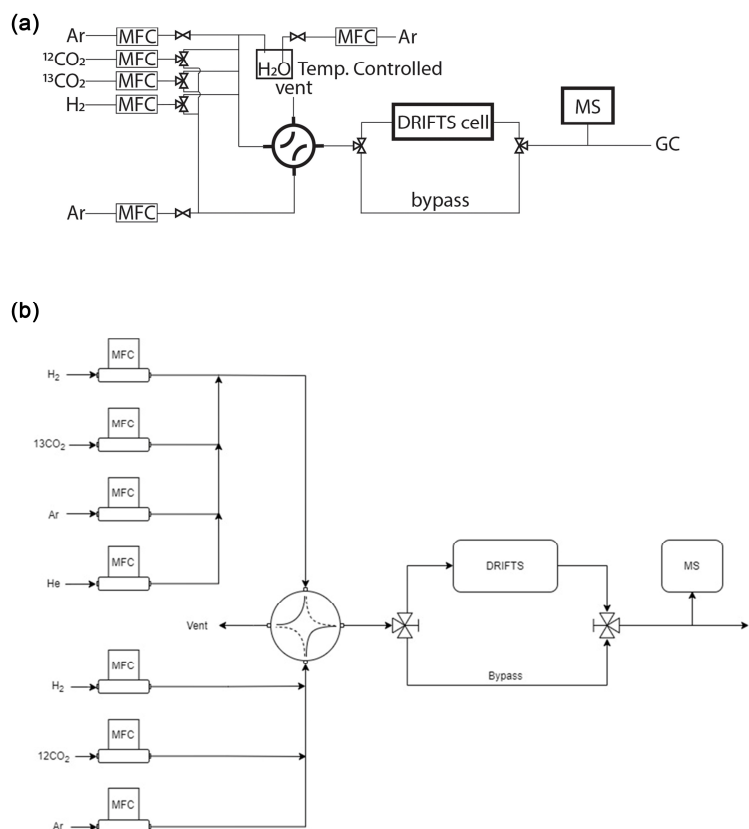 (a)
Ar MFC MFC Ar
¹²CO₂ MFC
¹³CO₂ MFC H₂O Temp. Controlled
H₂ MFC vent
DRIFTS cell MS
GC
bypass
Ar MFC
(b)
MFC
H₂
MFC
13CO₂
MFC
Ar
MFC
He
DRIFTS MS
Vent
MFC
H₂
Bypass
MFC
12CO₂
MFC
Ar